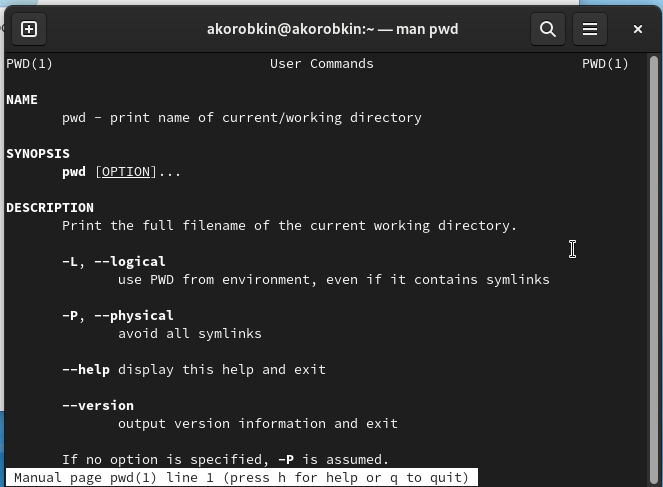 akorobkin@akorobkin:~ — man pwd
PWD(1) User Commands PWD(1)
NAME
pwd - print name of current/working directory
SYNOPSIS
pwd [OPTION]...
DESCRIPTION
Print the full filename of the current working directory.
-L, --logical
use PWD from environment, even if it contains symlinks
-P, --physical
avoid all symlinks
--help display this help and exit
--version
output version information and exit
If no option is specified, -P is assumed.
Manual page pwd(1) line 1 (press h for help or q to quit)